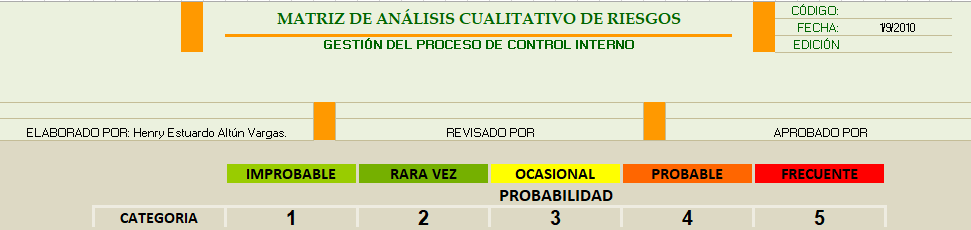 MATRIZ DE ANÁLISIS CUALITATIVO DE RIESGOS
GESTIÓN DEL PROCESO DE CONTROL INTERNO
CÓDIGO:
FECHA: 1/9/2010
EDICIÓN
ELABORADO POR: Henry Estuardo Altún Vargas. REVISADO POR APROBADO POR
IMPROBABLE RARA VEZ OCASIONAL PROBABLE FRECUENTE
PROBABILIDAD
CATEGORIA 1 2 3 4 5